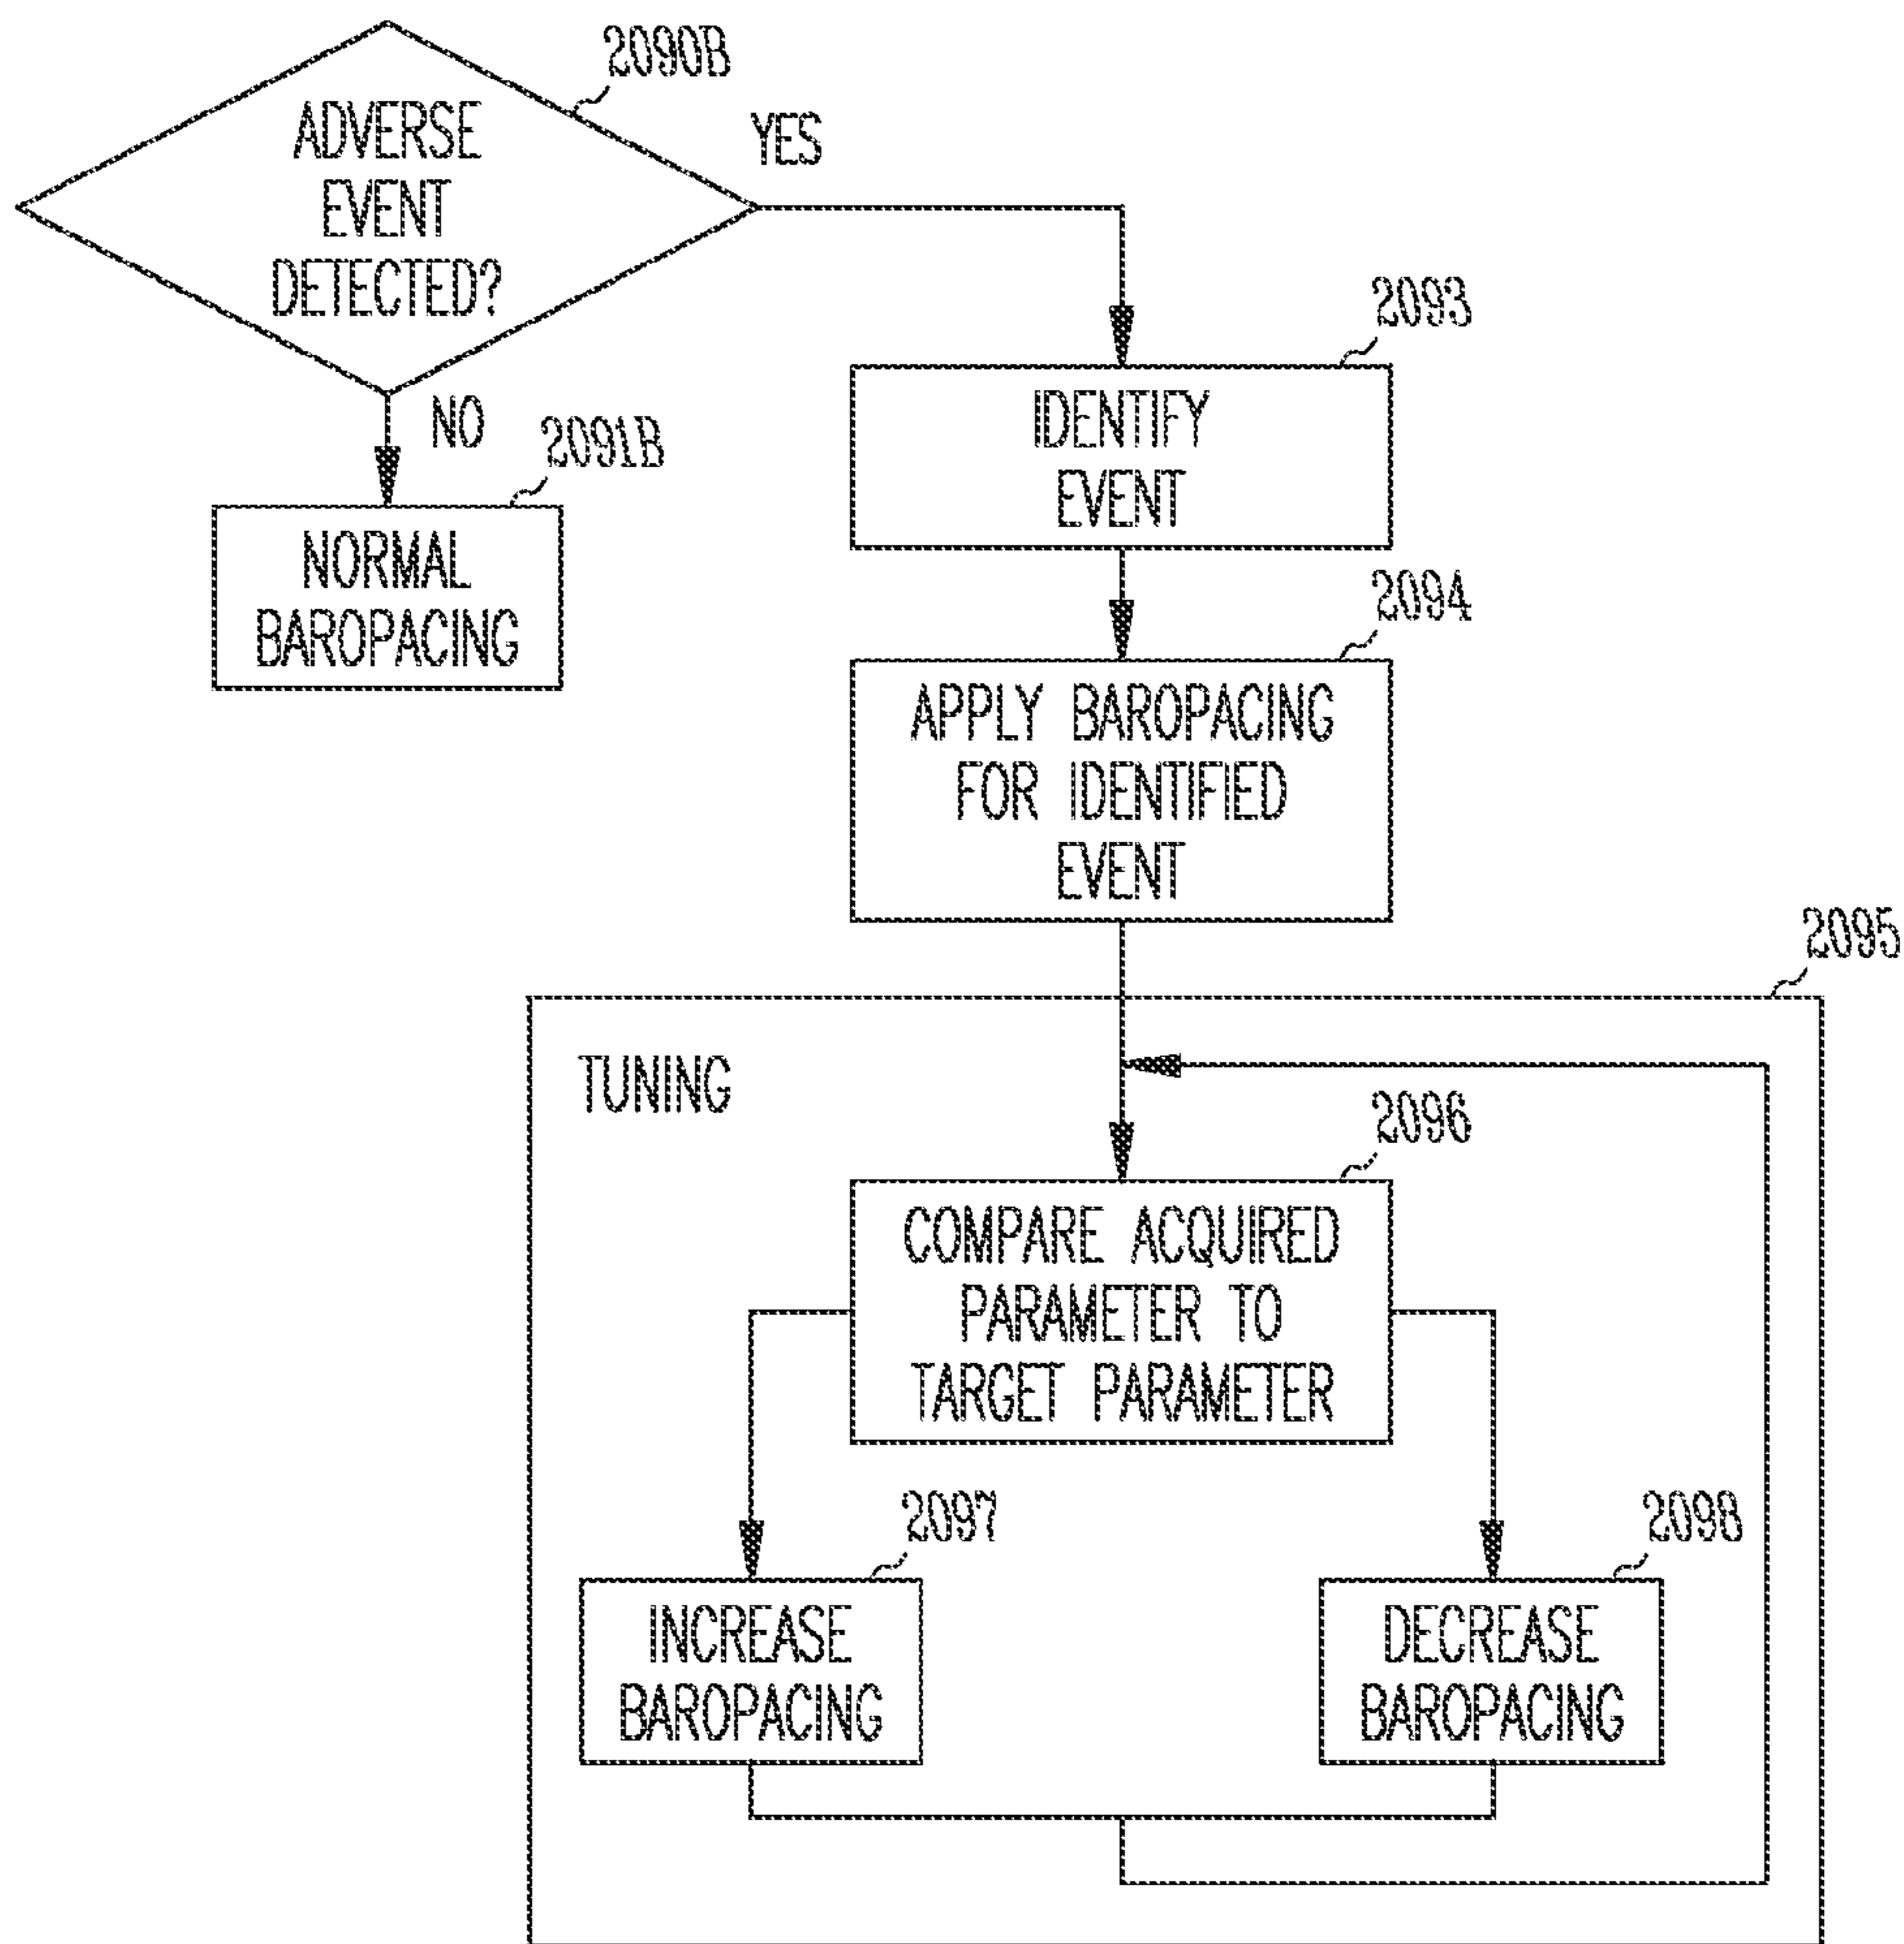 2090B
ADVERSE
EVENT
DETECTED?
YES
NO
2091B
NORMAL
BAROPACING
2093
IDENTIFY
EVENT
2094
APPLY BAROPACING
FOR IDENTIFIED
EVENT
2095
TUNING
2096
COMPARE ACQUIRED
PARAMETER TO
TARGET PARAMETER
2097
INCREASE
BAROPACING
2098
DECREASE
BAROPACING